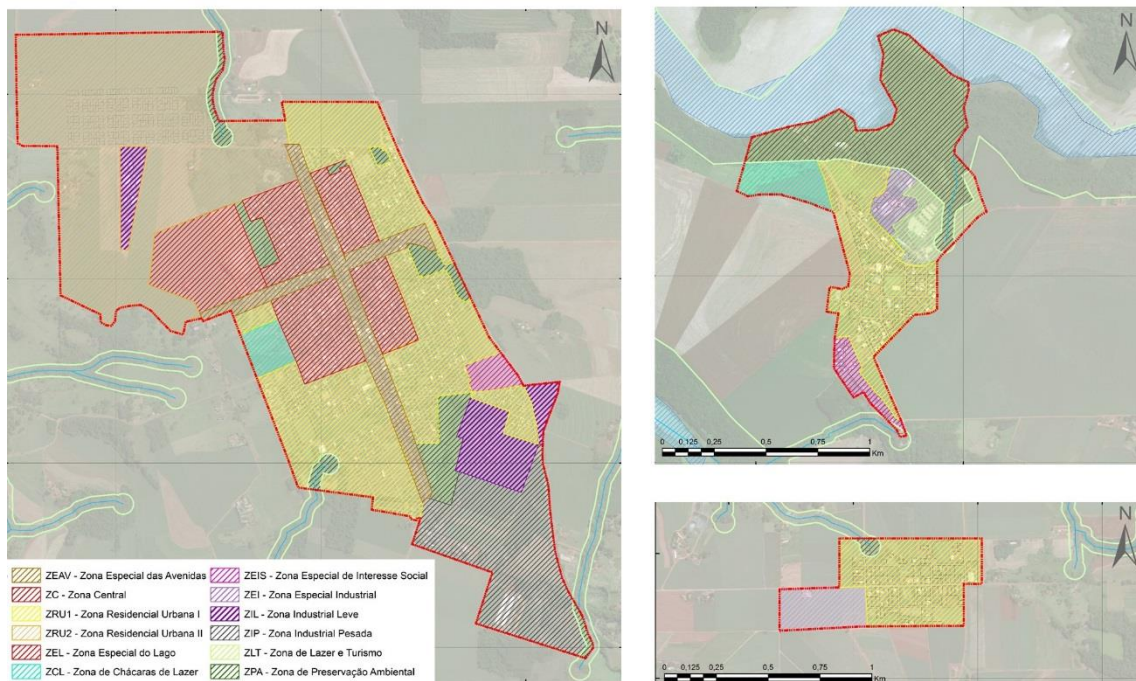 N
ZEAV - Zona Especial das Avenidas
ZC - Zona Central
ZRU1 - Zona Residencial Urbana I
ZRU2 - Zona Residencial Urbana II
ZEL - Zona Especial do Lago
ZCL - Zona de Chácaras de Lazer
ZEIS - Zona Especial de Interesse Social
ZEI - Zona Especial Industrial
ZIL - Zona Industrial Leve
ZIP - Zona Industrial Pesada
ZLT - Zona de Lazer e Turismo
ZPA - Zona de Preservação Ambiental
N
0 0,125 0,25 0,5 0,75 1
Km
N
0 0,125 0,25 0,5 0,75 1
Km